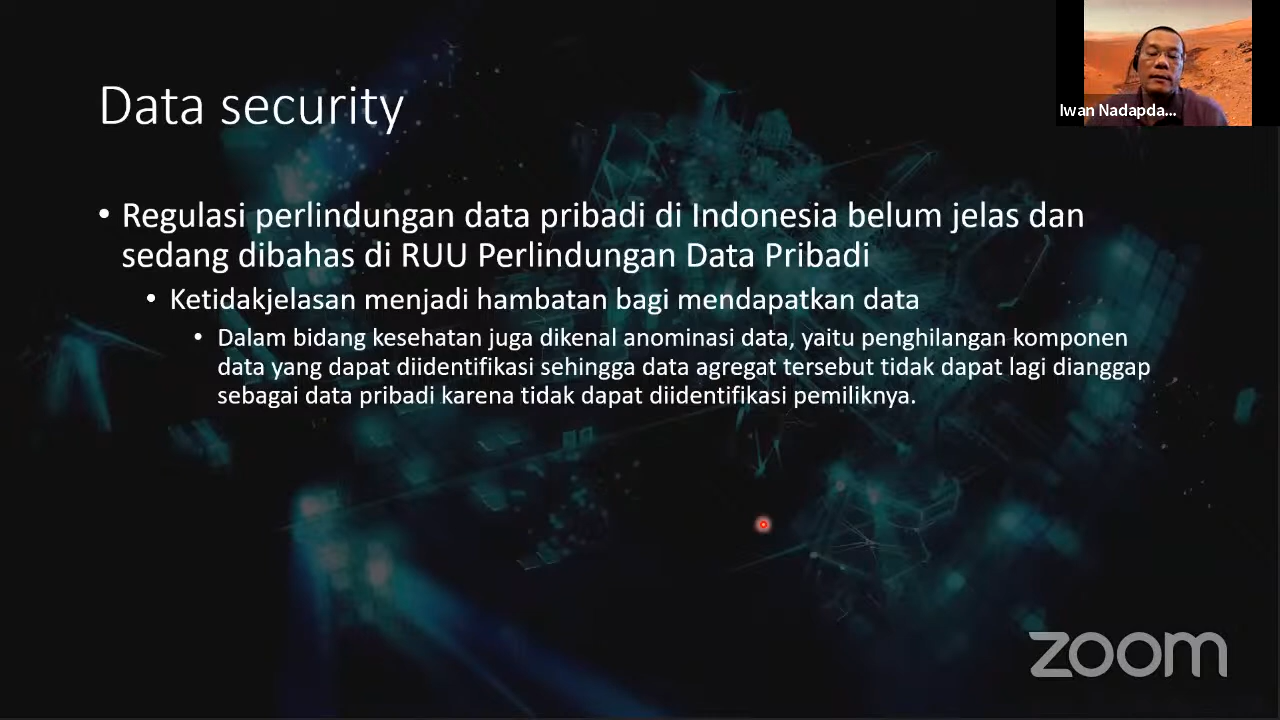 Data security
Iwan Nadapda...
• Regulasi perlindungan data pribadi di Indonesia belum jelas dan
sedang dibahas di RUU Perlindungan Data Pribadi
• Ketidakjelasan menjadi hambatan bagi mendapatkan data
• Dalam bidang kesehatan juga dikenal anominasi data, yaitu penghilangan komponen
data yang dapat diidentifikasi sehingga data agregat tersebut tidak dapat lagi dianggap
sebagai data pribadi karena tidak dapat diidentifikasi pemiliknya.
zoom